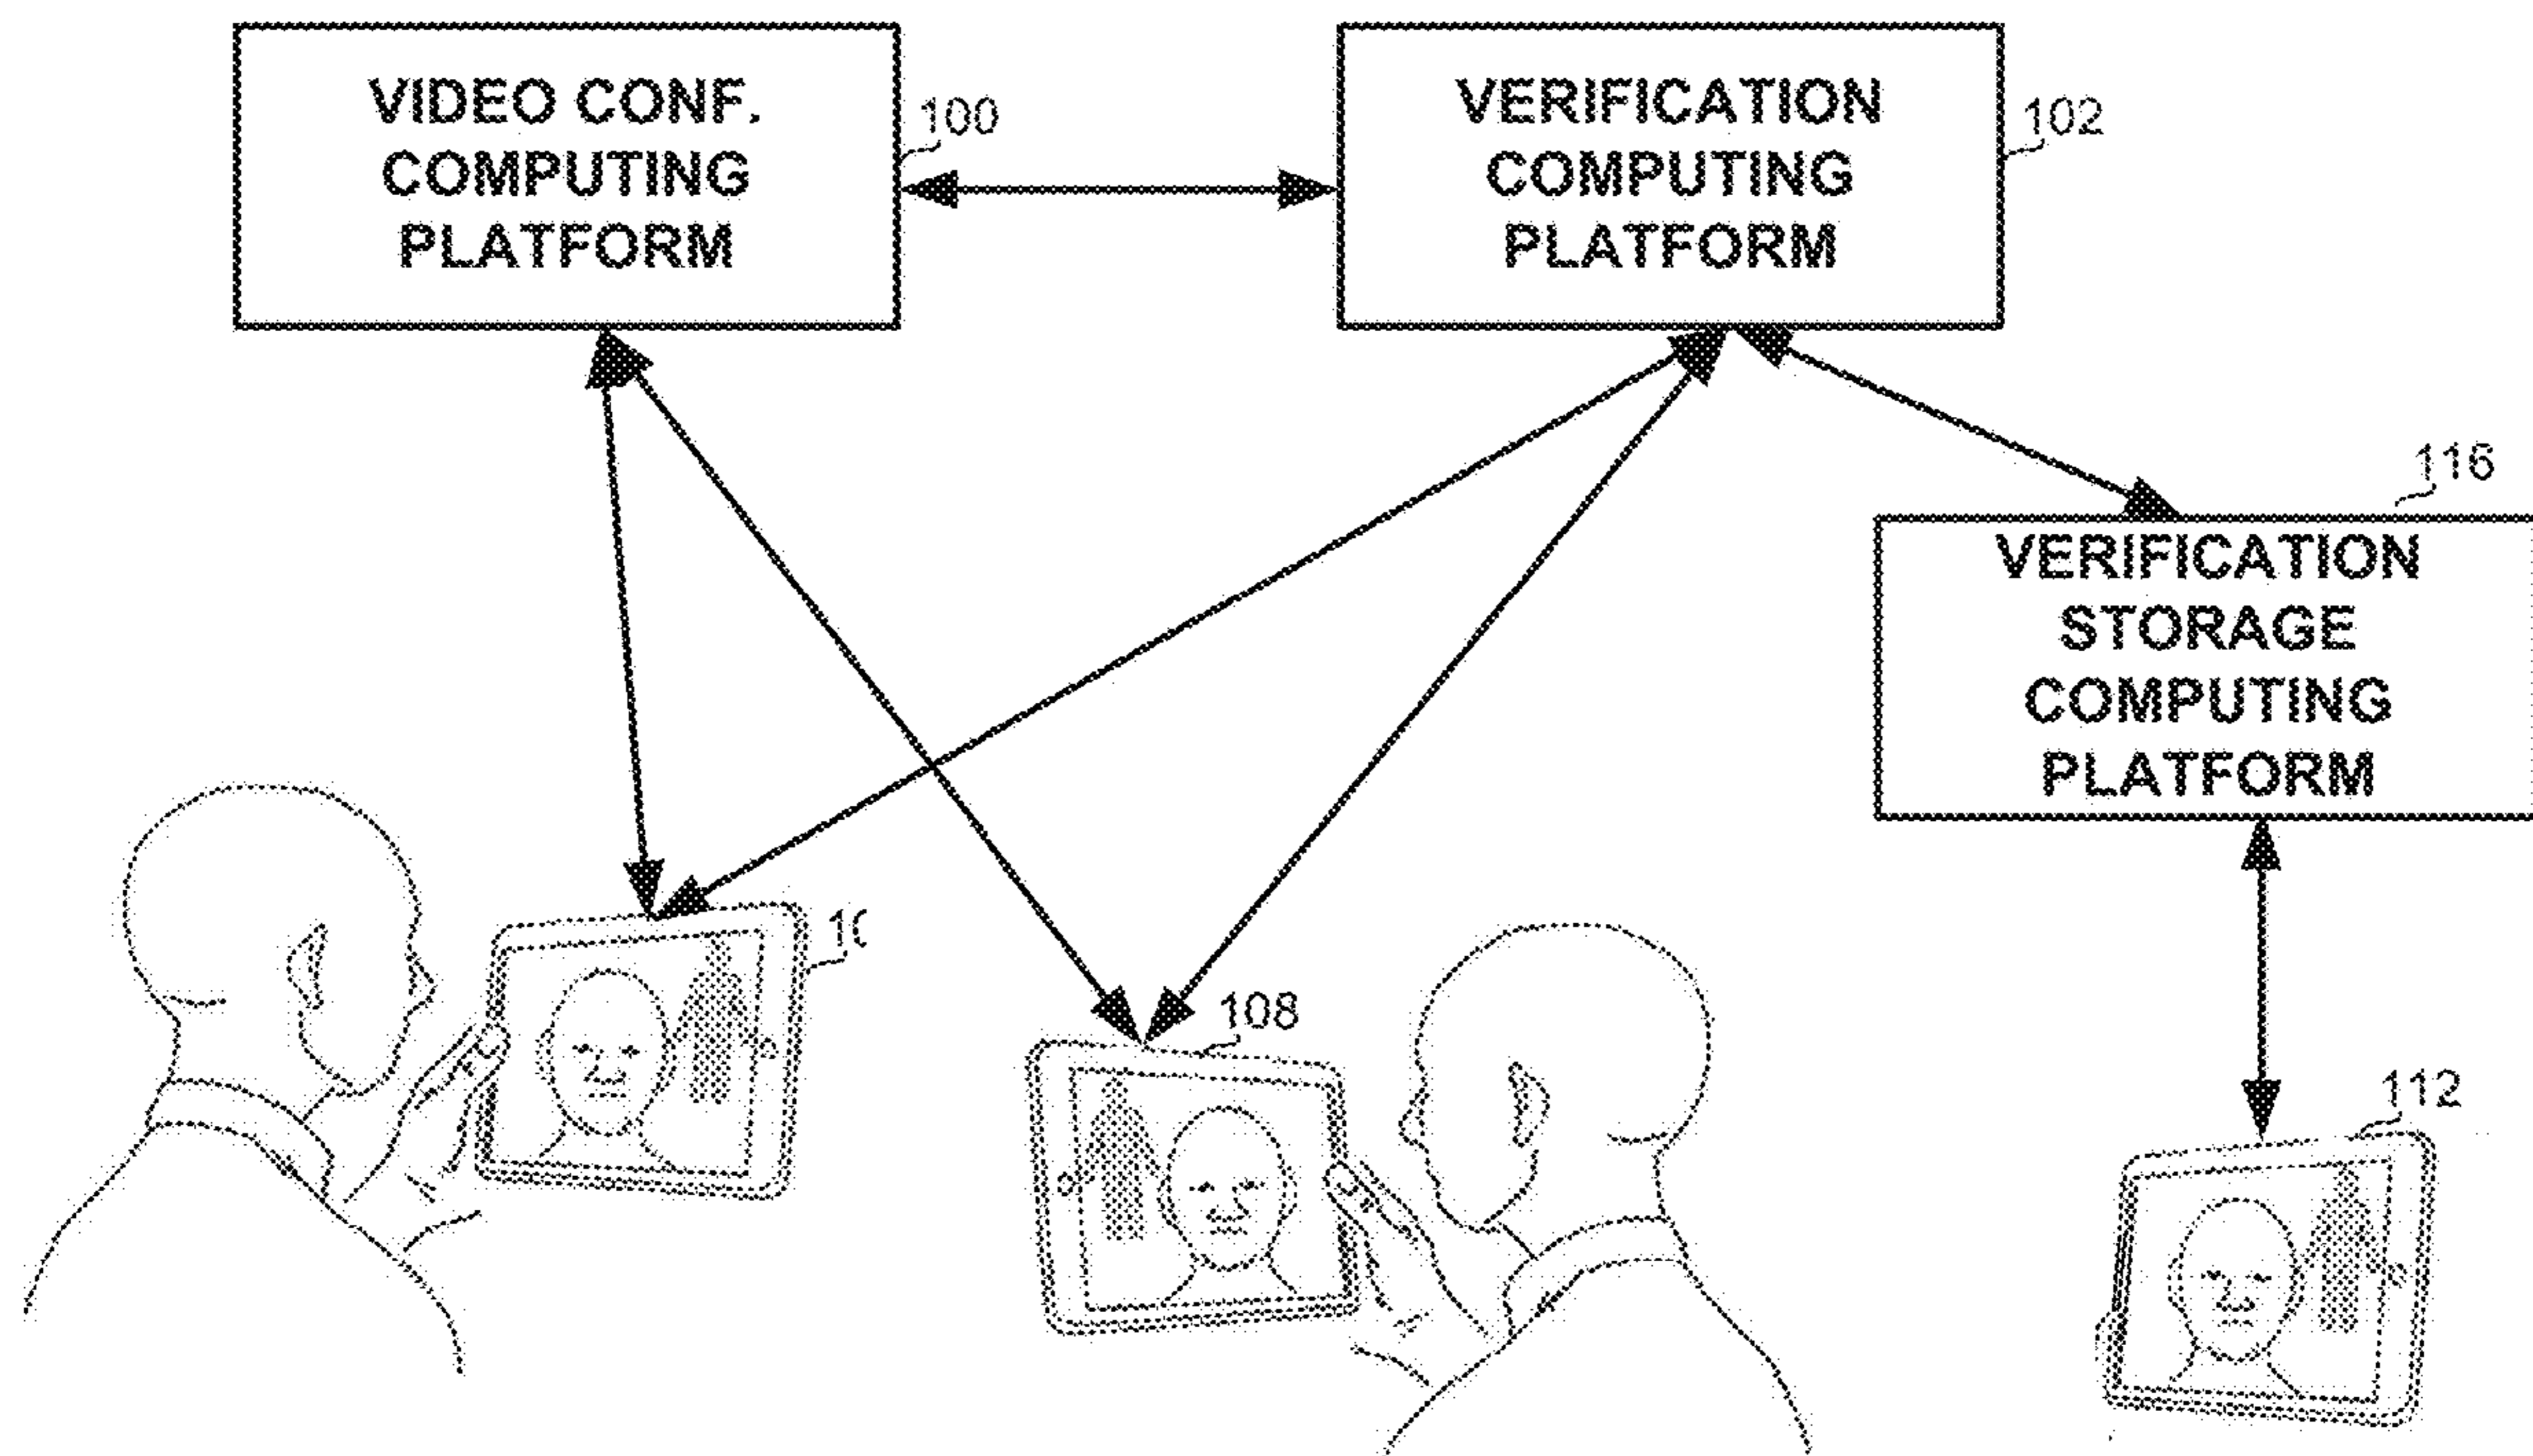 VIDEO CONF.
COMPUTING
PLATFORM
100
VERIFICATION
COMPUTING
PLATFORM
102
116
VERIFICATION
STORAGE
COMPUTING
PLATFORM
108
112